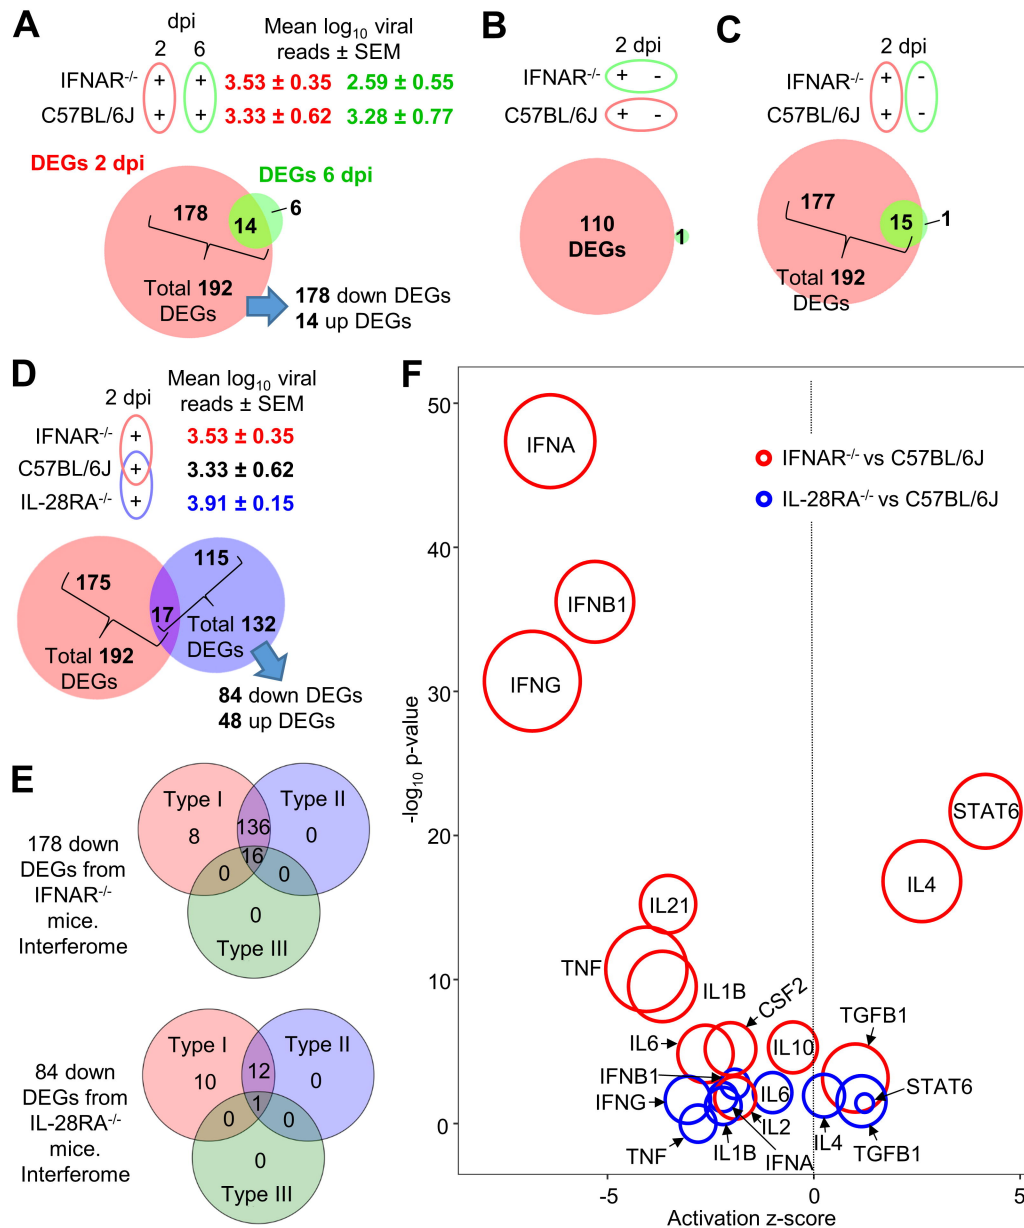 A
dpi
2 6
Mean log10 viral
reads ± SEM
IFNAR-/- + + 3.53 ± 0.35 2.59 ± 0.55
C57BL/6J + + 3.33 ± 0.62 3.28 ± 0.77
DEGs 2 dpi
DEGs 6 dpi
178
14
6
Total 192
DEGs
178 down DEGs
14 up DEGs
B
2 dpi
IFNAR-/- + -
C57BL/6J + -
110
DEGs
1
C
2 dpi
IFNAR-/- + -
C57BL/6J + -
177
15
1
Total 192
DEGs
D
2 dpi
Mean log10 viral
reads ± SEM
IFNAR-/- + 3.53 ± 0.35
C57BL/6J + 3.33 ± 0.62
IL-28RA-/- + 3.91 ± 0.15
175
17
115
Total 192
DEGs
Total 132
DEGs
84 down DEGs
48 up DEGs
E
178 down
DEGs from
IFNAR-/-
mice.
Interferome
Type I
Type II
8
136
0
16
0
0
0
Type III
84 down
DEGs from
IL-28RA-/-
mice.
Interferome
Type I
Type II
10
12
0
1
0
0
0
Type III
F
IFNAR-/- vs C57BL/6J
IL-28RA-/- vs C57BL/6J
-log10 p-value
50
40
30
20
10
0
IFNA
IFNB1
IFNG
STAT6
IL4
IL21
TNF
IL1B
CSF2
IL6
IL10
TGFB1
IFNB1
IFNG
IL6
STAT6
IL2
IL4
TNF
IL1B
IFNA
TGFB1
-5 0 5
Activation z-score